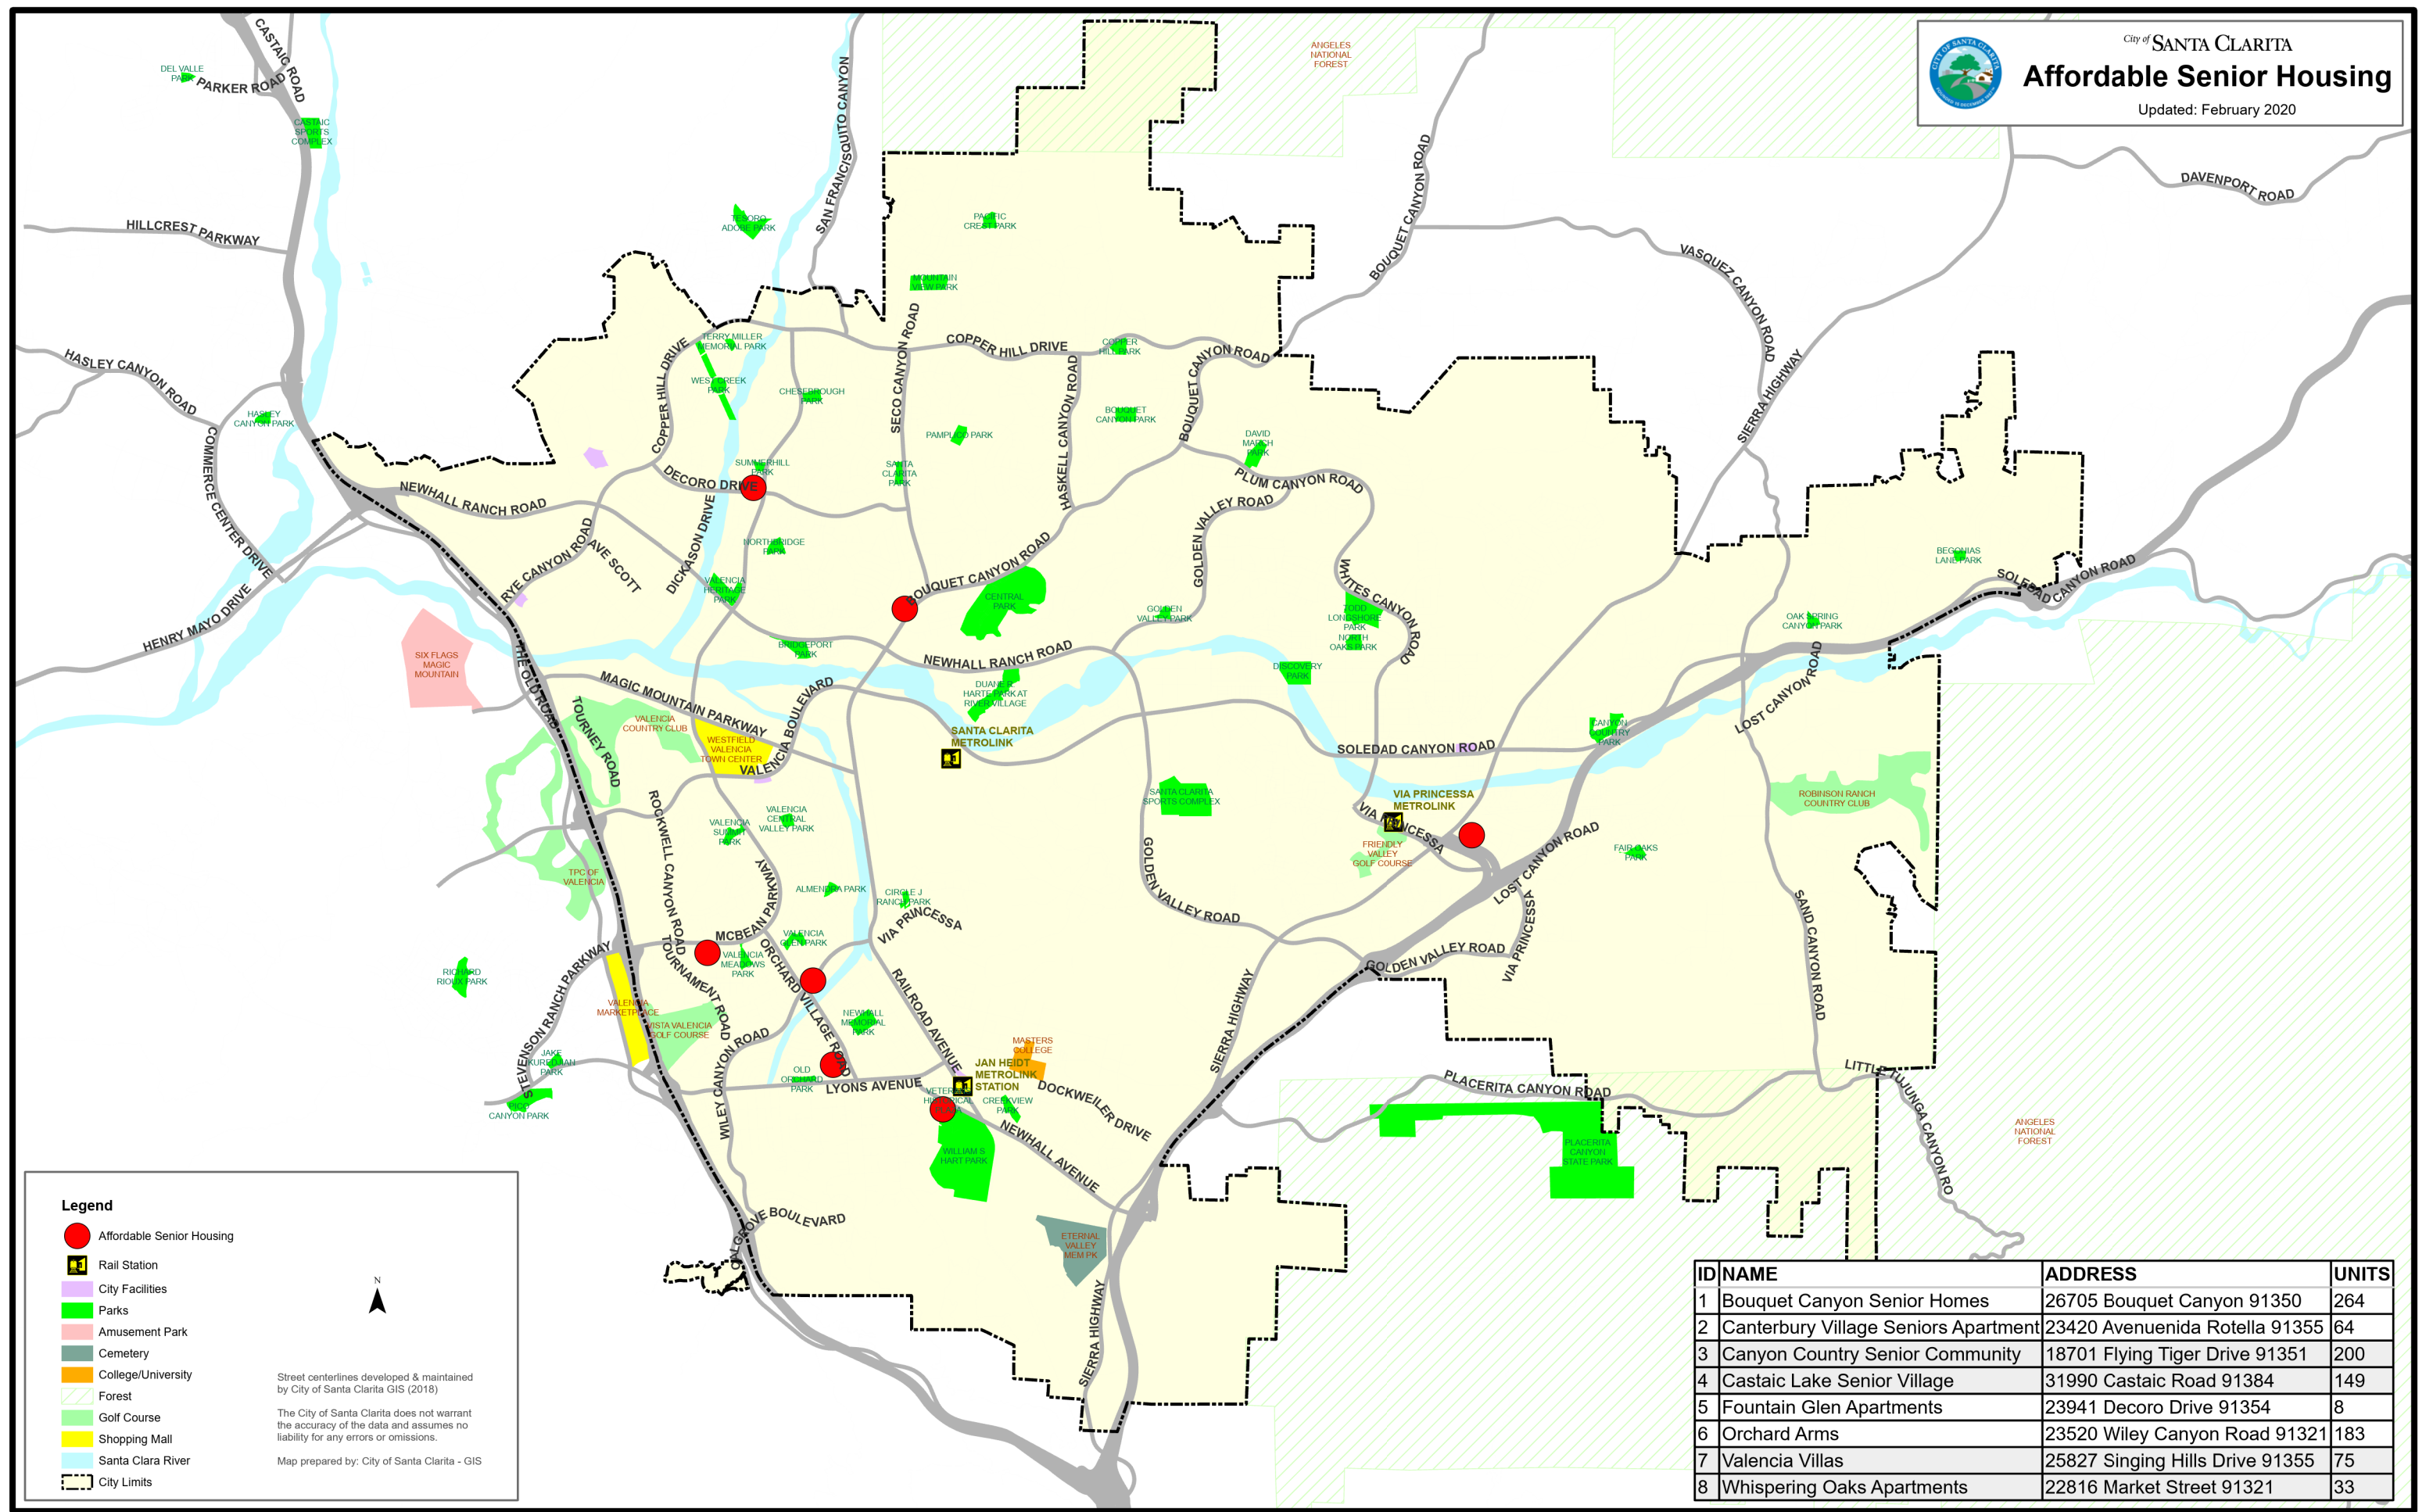 City of SANTA CLARITA
Affordable Senior Housing
Updated: February 2020
CITY OF SANTA CLARITA
CASTAIC ROAD
DEL VALLE
PARK
PARKER ROAD
CASTAIC
SPORTS
COMPLEX
SAN FRANCISQUITO CANYON
ANGELES
NATIONAL
FOREST
BOUQUET CANYON ROAD
DAVENPORT ROAD
HILLCREST PARKWAY
TESORO
ADOBE PARK
PACIFIC
CREST PARK
VASQUEZ CANYON ROAD
MOUNTAIN
VIEW PARK
HASLEY CANYON ROAD
TERRY MILLER
MEMORIAL PARK
COPPER HILL DRIVE
SECO CANYON ROAD
COPPER HILL DRIVE
COPPER
HILL PARK
BOUQUET CANYON ROAD
SIERRA HIGHWAY
WEST CREEK
PARK
CHESEBROUGH
PARK
HASKELL CANYON ROAD
BOUQUET
CANYON PARK
HASLEY
CANYON PARK
COMMERCE CENTER DRIVE
PAMPLICO PARK
DAVID
MARCH
PARK
SUMMERHILL
PARK
SANTA
CLARITA
PARK
DECORO DRIVE
PLUM CANYON ROAD
NEWHALL RANCH ROAD
GOLDEN VALLEY ROAD
DICKASON DRIVE
RYE CANYON ROAD
AVE SCOTT
NORTHBRIDGE
PARK
BOUQUET CANYON ROAD
WHITES CANYON ROAD
BEGONIAS
LANE PARK
SOLEDAD CANYON ROAD
VALENCIA
HERITAGE
PARK
CENTRAL
PARK
GOLDEN
VALLEY PARK
TODD
LONGSHORE
PARK
NORTH
OAKS PARK
OAK SPRING
CANYON PARK
HENRY MAYO DRIVE
SIX FLAGS
MAGIC
MOUNTAIN
THE OLD ROAD
BRIDGEPORT
PARK
NEWHALL RANCH ROAD
DISCOVERY
PARK
LOST CANYON ROAD
MAGIC MOUNTAIN PARKWAY
DUANE R.
HARTE PARK AT
RIVER VILLAGE
TOURNEY ROAD
VALENCIA
COUNTRY CLUB
VALENCIA BOULEVARD
WESTFIELD
VALENCIA
TOWN CENTER
SANTA CLARITA
METROLINK
SOLEDAD CANYON ROAD
CANYON
COUNTRY
PARK
SANTA CLARITA
SPORTS COMPLEX
VIA PRINCESSA
METROLINK
VIA PRINCESSA
ROBINSON RANCH
COUNTRY CLUB
ROCKWELL CANYON ROAD
VALENCIA
SUMMIT
PARK
VALENCIA
CENTRAL
VALLEY PARK
FRIENDLY
VALLEY
GOLF COURSE
LOST CANYON ROAD
FAIR OAKS
PARK
TPC OF
VALENCIA
ALMENDRA PARK
CIRCLE J
RANCH PARK
VIA PRINCESSA
GOLDEN VALLEY ROAD
SAND CANYON ROAD
MCBEAN PARKWAY
VALENCIA
GLEN PARK
VALENCIA
MEADOWS
PARK
TOURNAMENT ROAD
ORCHARD VILLAGE ROAD
GOLDEN VALLEY ROAD
VIA PRINCESSA
RICHARD
RIOUX PARK
STEVENSON RANCH PARKWAY
VALENCIA
MARKETPLACE
VISTA VALENCIA
GOLF COURSE
NEWHALL
MEMORIAL
PARK
RAILROAD AVENUE
SIERRA HIGHWAY
MASTERS
COLLEGE
JAKE
KUREDJIAN
PARK
WILEY CANYON ROAD
OLD
ORCHARD
PARK
LYONS AVENUE
JAN HEIDT
METROLINK
STATION
DOCKWEILER DRIVE
VETERANS
HISTORICAL
PLAZA
CREEKVIEW
PARK
PLACERITA CANYON ROAD
LITTLE TUJUNGA CANYON RO
PICO
CANYON PARK
NEWHALL AVENUE
WILLIAM S
HART PARK
PLACERITA
CANYON
STATE PARK
ANGELES
NATIONAL
FOREST
CALGROVE BOULEVARD
ETERNAL
VALLEY
MEM PK
SIERRA HIGHWAY
Legend
Affordable Senior Housing
Rail Station
City Facilities
Parks
Amusement Park
Cemetery
College/University
Forest
Golf Course
Shopping Mall
Santa Clara River
City Limits
N
Street centerlines developed & maintained
by City of Santa Clarita GIS (2018)
The City of Santa Clarita does not warrant
the accuracy of the data and assumes no
liability for any errors or omissions.
Map prepared by: City of Santa Clarita - GIS
ID NAME ADDRESS UNITS
1 Bouquet Canyon Senior Homes 26705 Bouquet Canyon 91350 264
2 Canterbury Village Seniors Apartment 23420 Avenuenida Rotella 91355 64
3 Canyon Country Senior Community 18701 Flying Tiger Drive 91351 200
4 Castaic Lake Senior Village 31990 Castaic Road 91384 149
5 Fountain Glen Apartments 23941 Decoro Drive 91354 8
6 Orchard Arms 23520 Wiley Canyon Road 91321 183
7 Valencia Villas 25827 Singing Hills Drive 91355 75
8 Whispering Oaks Apartments 22816 Market Street 91321 33